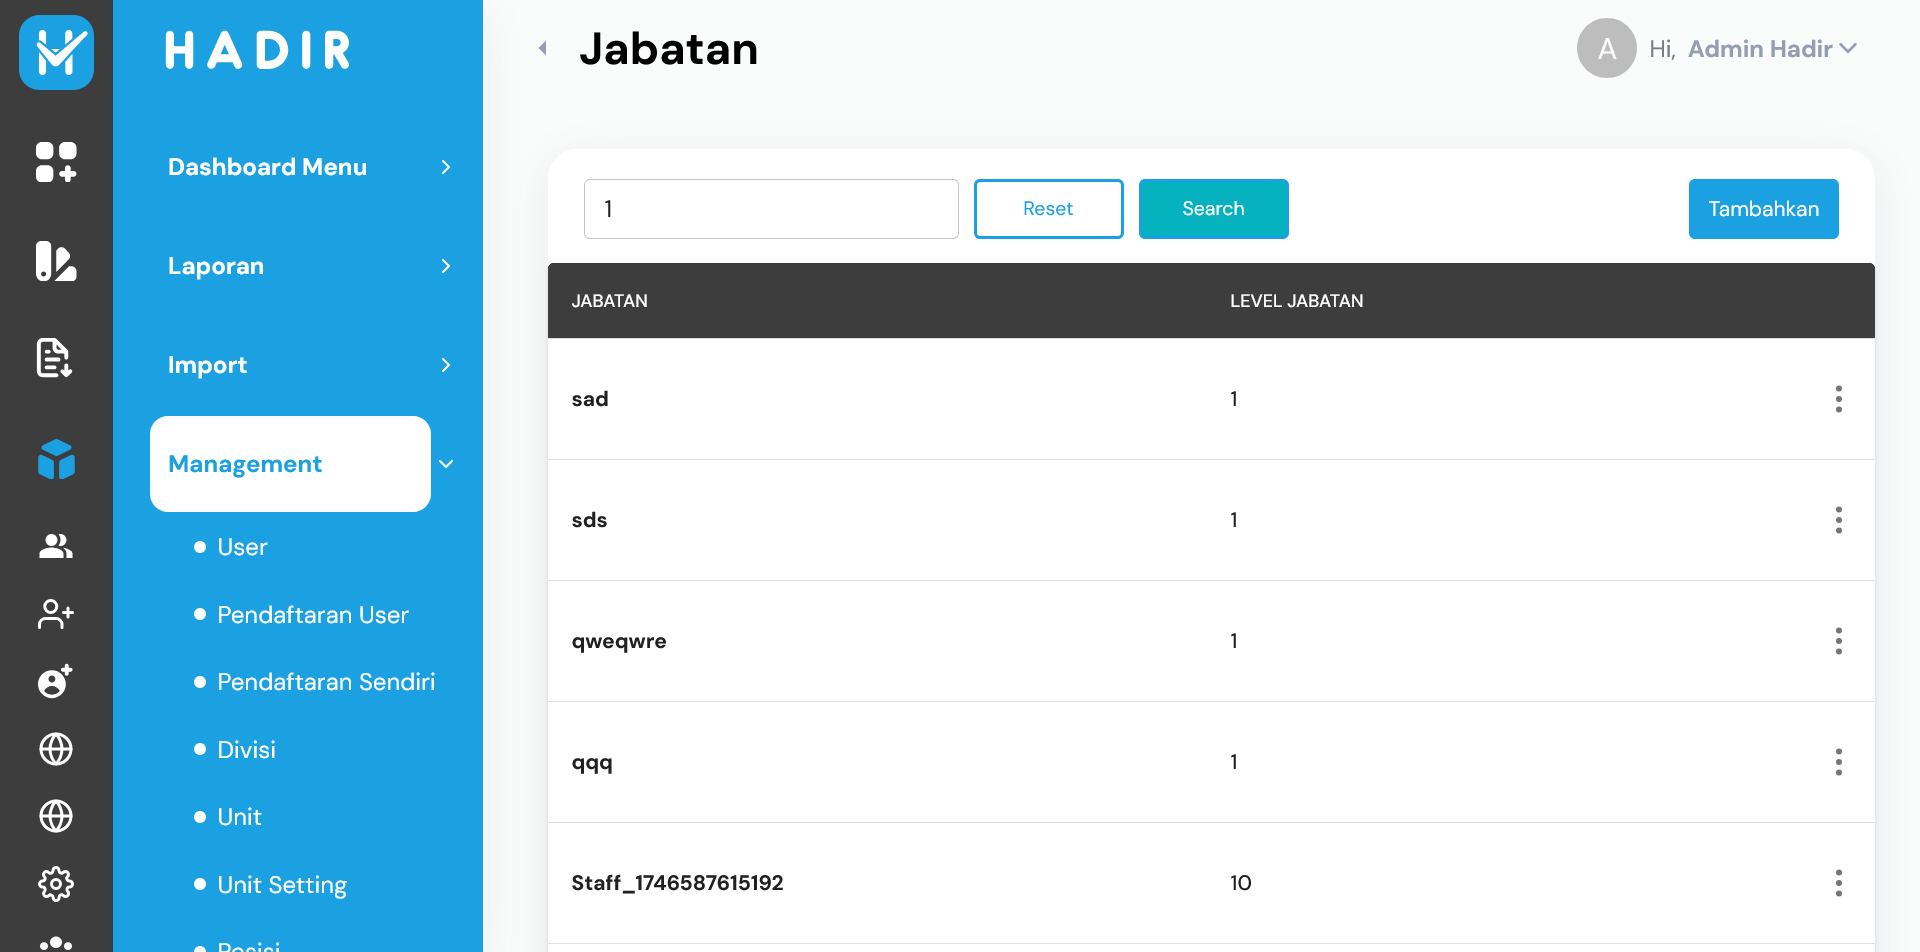 HADIR
Dashboard Menu
Laporan
Import
Management
User
Pendaftaran User
Pendaftaran Sendiri
Divisi
Unit
Unit Setting
Posisi
Jabatan
A
Hi, Admin Hadir
1
Reset
Search
Tambahkan
JABATAN LEVEL JABATAN
sad 1
sds 1
qweqwre 1
qqq 1
Staff_1746587615192 10